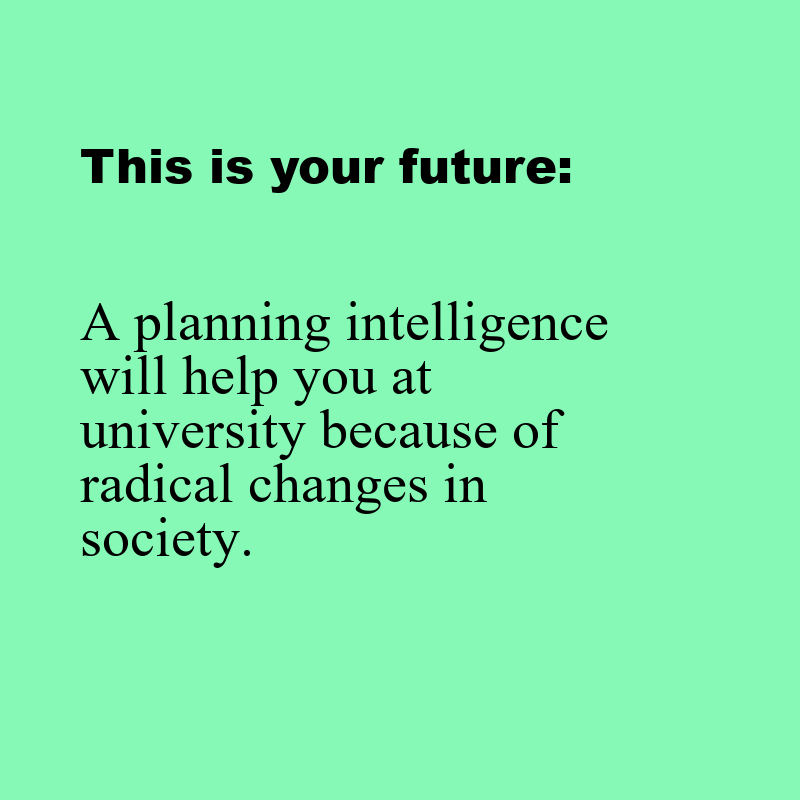 This is your future:
A planning intelligence
will help you at
university because of
radical changes in
society.